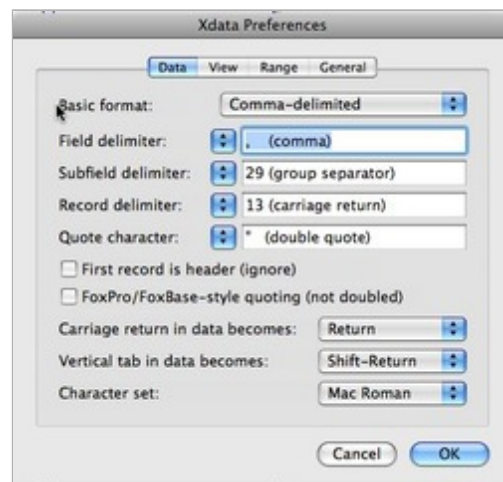 Xdata Preferences
Data View Range General
Basic format: Comma-delimited
Field delimiter: , (comma)
Subfield delimiter: 29 (group separator)
Record delimiter: 13 (carriage return)
Quote character: " (double quote)
First record is header (ignore)
FoxPro/FoxBase-style quoting (not doubled)
Carriage return in data becomes: Return
Vertical tab in data becomes: Shift-Return
Character set: Mac Roman
Cancel OK